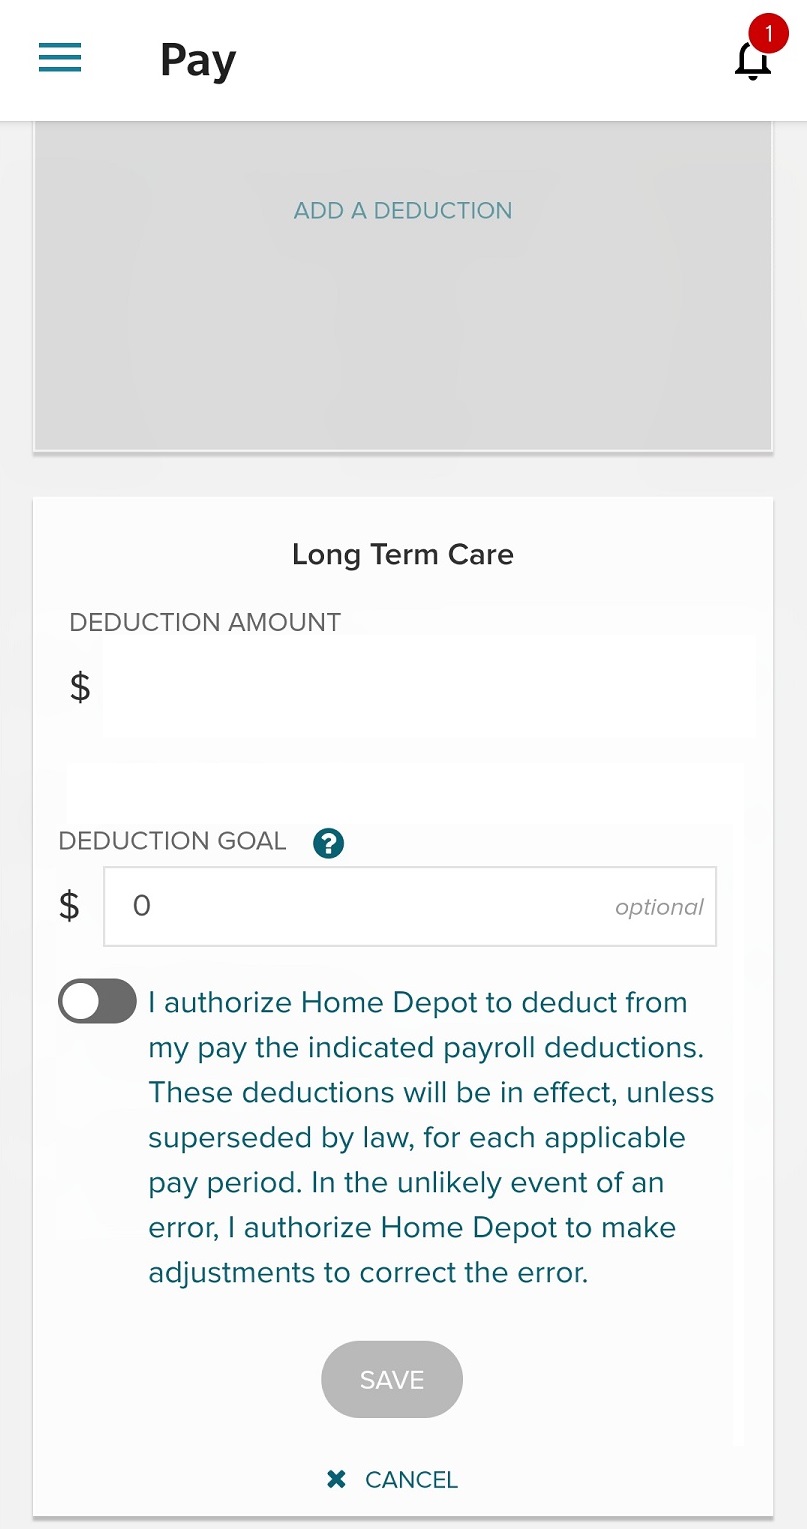 Pay
1
ADD A DEDUCTION
Long Term Care
DEDUCTION AMOUNT
$
DEDUCTION GOAL ?
$ 0 optional
I authorize Home Depot to deduct from
my pay the indicated payroll deductions.
These deductions will be in effect, unless
superseded by law, for each applicable
pay period. In the unlikely event of an
error, I authorize Home Depot to make
adjustments to correct the error.
SAVE
✖ CANCEL